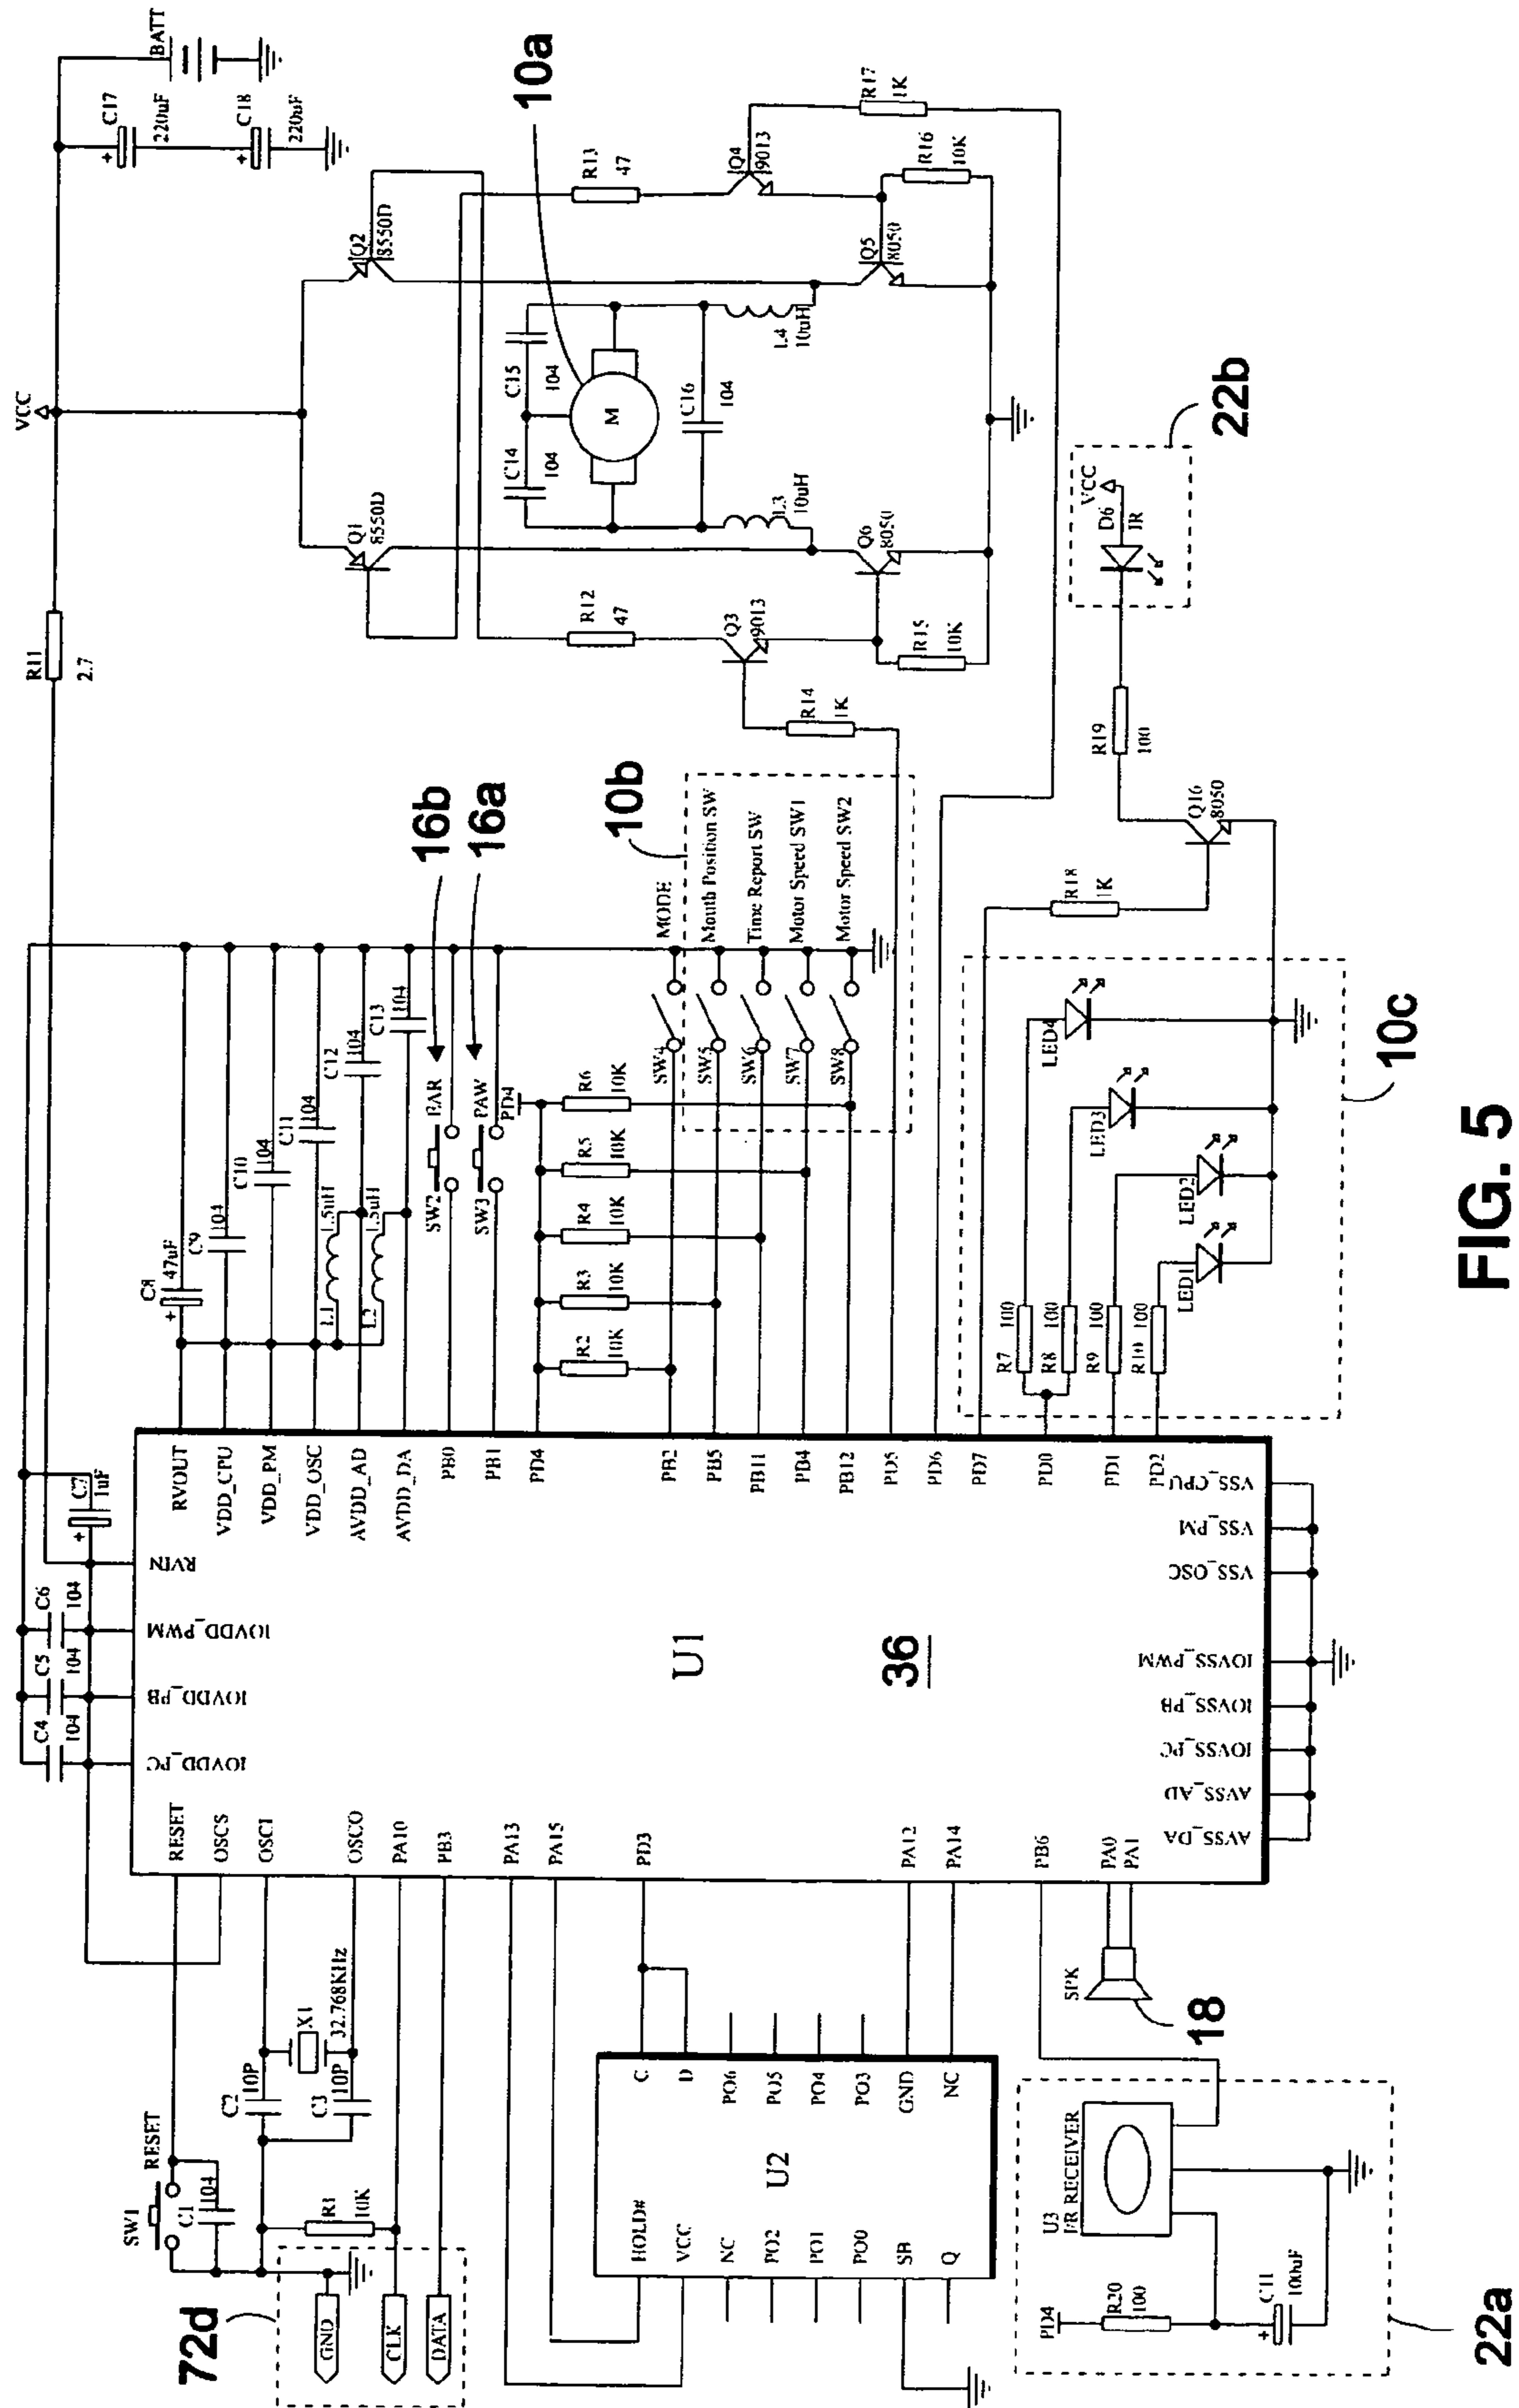 VCC
R11
2.7
C17
220uF
C18
220uF
BATT
Q1
8550D
Q2
8550D
10a
C14
104
C15
104
M
C16
104
L3
10uH
L4
10uH
R12
47
R13
47
Q3
9013
Q4
9013
Q6
8050
Q5
8050
R14
1K
R15
10K
R16
10K
R17
1K
C4
104
C5
104
C6
104
C7
1uF
C8
47uF
C9
104
C10
104
C11
104
C12
104
C13
104
L1
1.5uH
L2
1.5uH
SW2
EAR
16b
SW3
PAW
16a
PD4
R2
10K
R3
10K
R4
10K
R5
10K
R6
10K
SW4
MODE
10b
SW5
Mouth Position SW
SW6
Time Report SW
SW7
Motor Speed SW1
SW8
Motor Speed SW2
22b
VCC
D6
IR
R19
100
Q16
8050
R18
1K
R7
100
R8
100
R9
100
R10
100
LED1
LED2
LED3
LED4
10c
RVIN
IOVDD_PWM
IOVDD_PB
IOVDD_PC
RVOUT
VDD_CPU
VDD_PM
VDD_OSC
AVDD_AD
AVDD_DA
PB0
PB1
PD4
PB2
PB5
PB11
PB4
PB12
PD5
PD6
PD7
PD0
PD1
PD2
VSS_CPU
VSS_PM
VSS_OSC
IOVSS_PWM
IOVSS_PB
IOVSS_PC
AVSS_AD
AVSS_DA
U1
36
RESET
OSCS
OSCI
OSCO
PA10
PB3
PA13
PA15
PD3
PA12
PA14
PB6
PA0
PA1
SW1
RESET
C1
104
C2
10P
C3
10P
X1
32.768KHz
R1
10K
72d
GND
CLK
DATA
U2
HOLD#
VCC
NC
PO2
PO1
PO0
SB
Q
C
D
PO6
PO5
PO4
PO3
GND
NC
SPK
18
U3
I/R RECEIVER
PD4
R20
100
C11
100uF
22a
FIG. 5